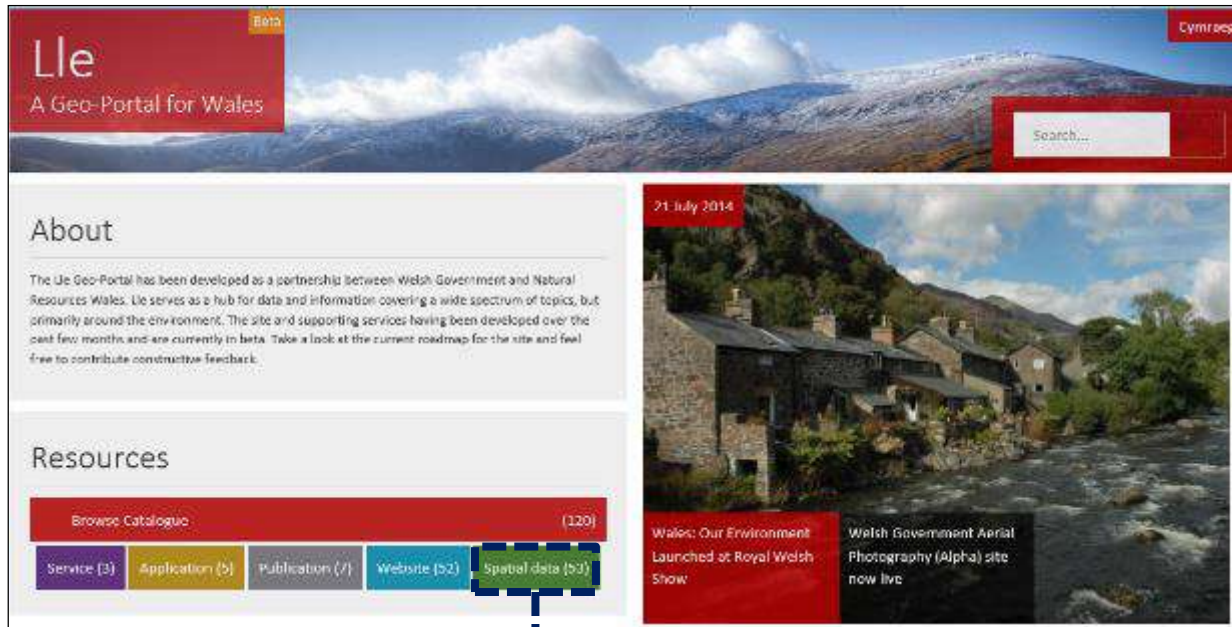 Beta
Lle
A Geo-Portal for Wales
Cymraeg
Search...
About
The Lle Geo-Portal has been developed as a partnership between Welsh Government and Natural
Resources Wales. Lle serves as a hub for data and information covering a wide spectrum of topics, but
primarily around the environment. The site and supporting services having been developed over the
past few months and are currently in beta. Take a look at the current roadmap for the site and feel
free to contribute constructive feedback.
Resources
Browse Catalogue (120)
Service (3) Application (5) Publication (7) Website (52) Spatial data (53)
21 July 2014
Wales: Our Environment
Launched at Royal Welsh
Show
Welsh Government Aerial
Photography (Alpha) site
now live